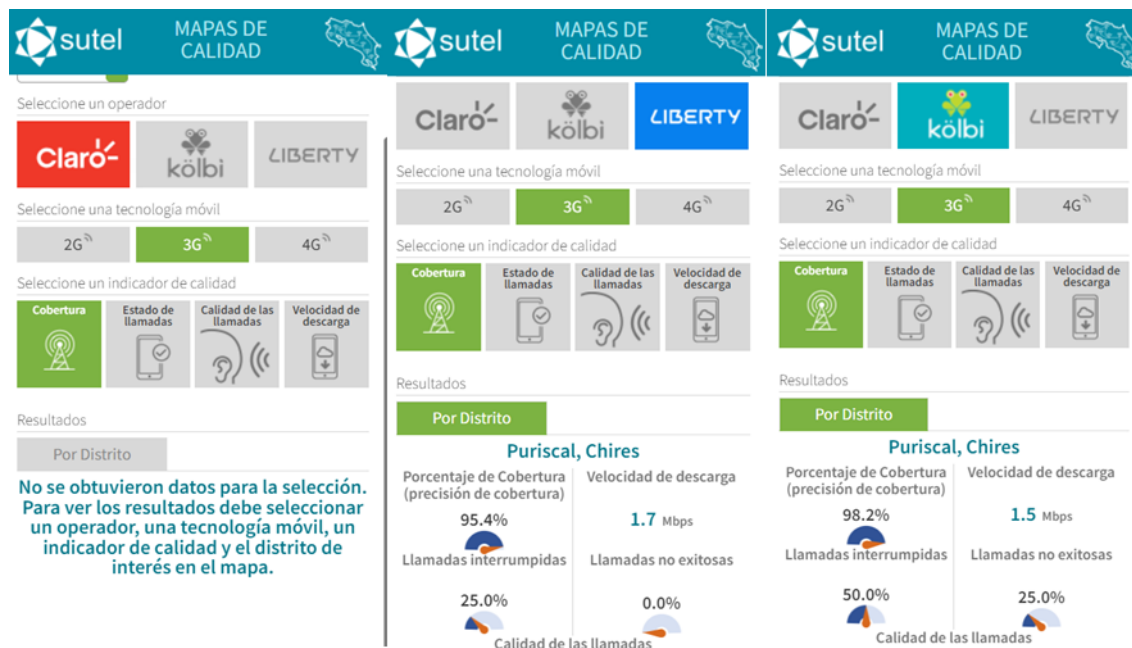 sutel
MAPAS DE
CALIDAD
Seleccione un operador
Claro
kölbi
LIBERTY
Seleccione una tecnología móvil
2G
3G
4G
Seleccione un indicador de calidad
Cobertura
Estado de
llamadas
Calidad de las
llamadas
Velocidad de
descarga
Resultados
Por Distrito
No se obtuvieron datos para la selección.
Para ver los resultados debe seleccionar
un operador, una tecnología móvil, un
indicador de calidad y el distrito de
interés en el mapa.
sutel
MAPAS DE
CALIDAD
Claro
kölbi
LIBERTY
Seleccione una tecnología móvil
2G
3G
4G
Seleccione un indicador de calidad
Cobertura
Estado de
llamadas
Calidad de las
llamadas
Velocidad de
descarga
Resultados
Por Distrito
Puriscal, Chires
Porcentaje de Cobertura
(precisión de cobertura)
95.4%
Velocidad de descarga
1.7 Mbps
Llamadas interrumpidas
25.0%
Llamadas no exitosas
0.0%
Calidad de las llamadas
sutel
MAPAS DE
CALIDAD
Claro
kölbi
LIBERTY
Seleccione una tecnología móvil
2G
3G
4G
Seleccione un indicador de calidad
Cobertura
Estado de
llamadas
Calidad de las
llamadas
Velocidad de
descarga
Resultados
Por Distrito
Puriscal, Chires
Porcentaje de Cobertura
(precisión de cobertura)
98.2%
Velocidad de descarga
1.5 Mbps
Llamadas interrumpidas
50.0%
Llamadas no exitosas
25.0%
Calidad de las llamadas